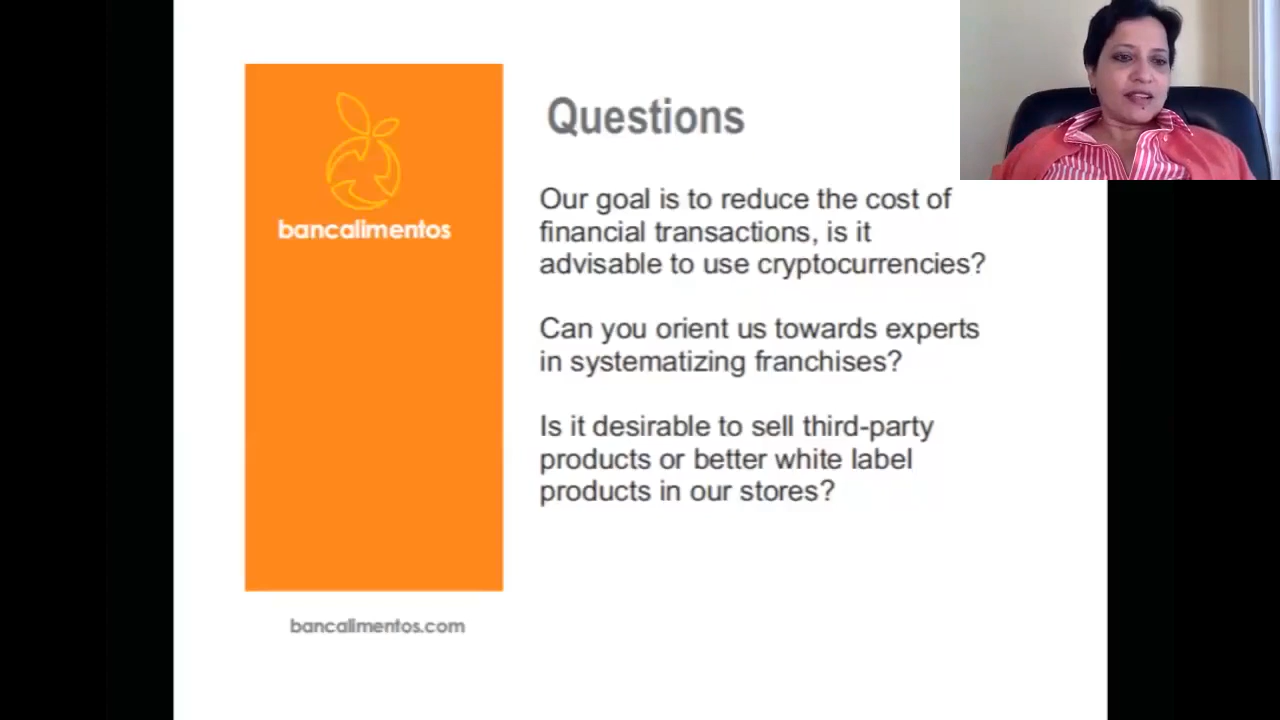 bancalimentos
Questions
Our goal is to reduce the cost of
financial transactions, is it
advisable to use cryptocurrencies?
Can you orient us towards experts
in systematizing franchises?
Is it desirable to sell third-party
products or better white label
products in our stores?
bancalimentos.com